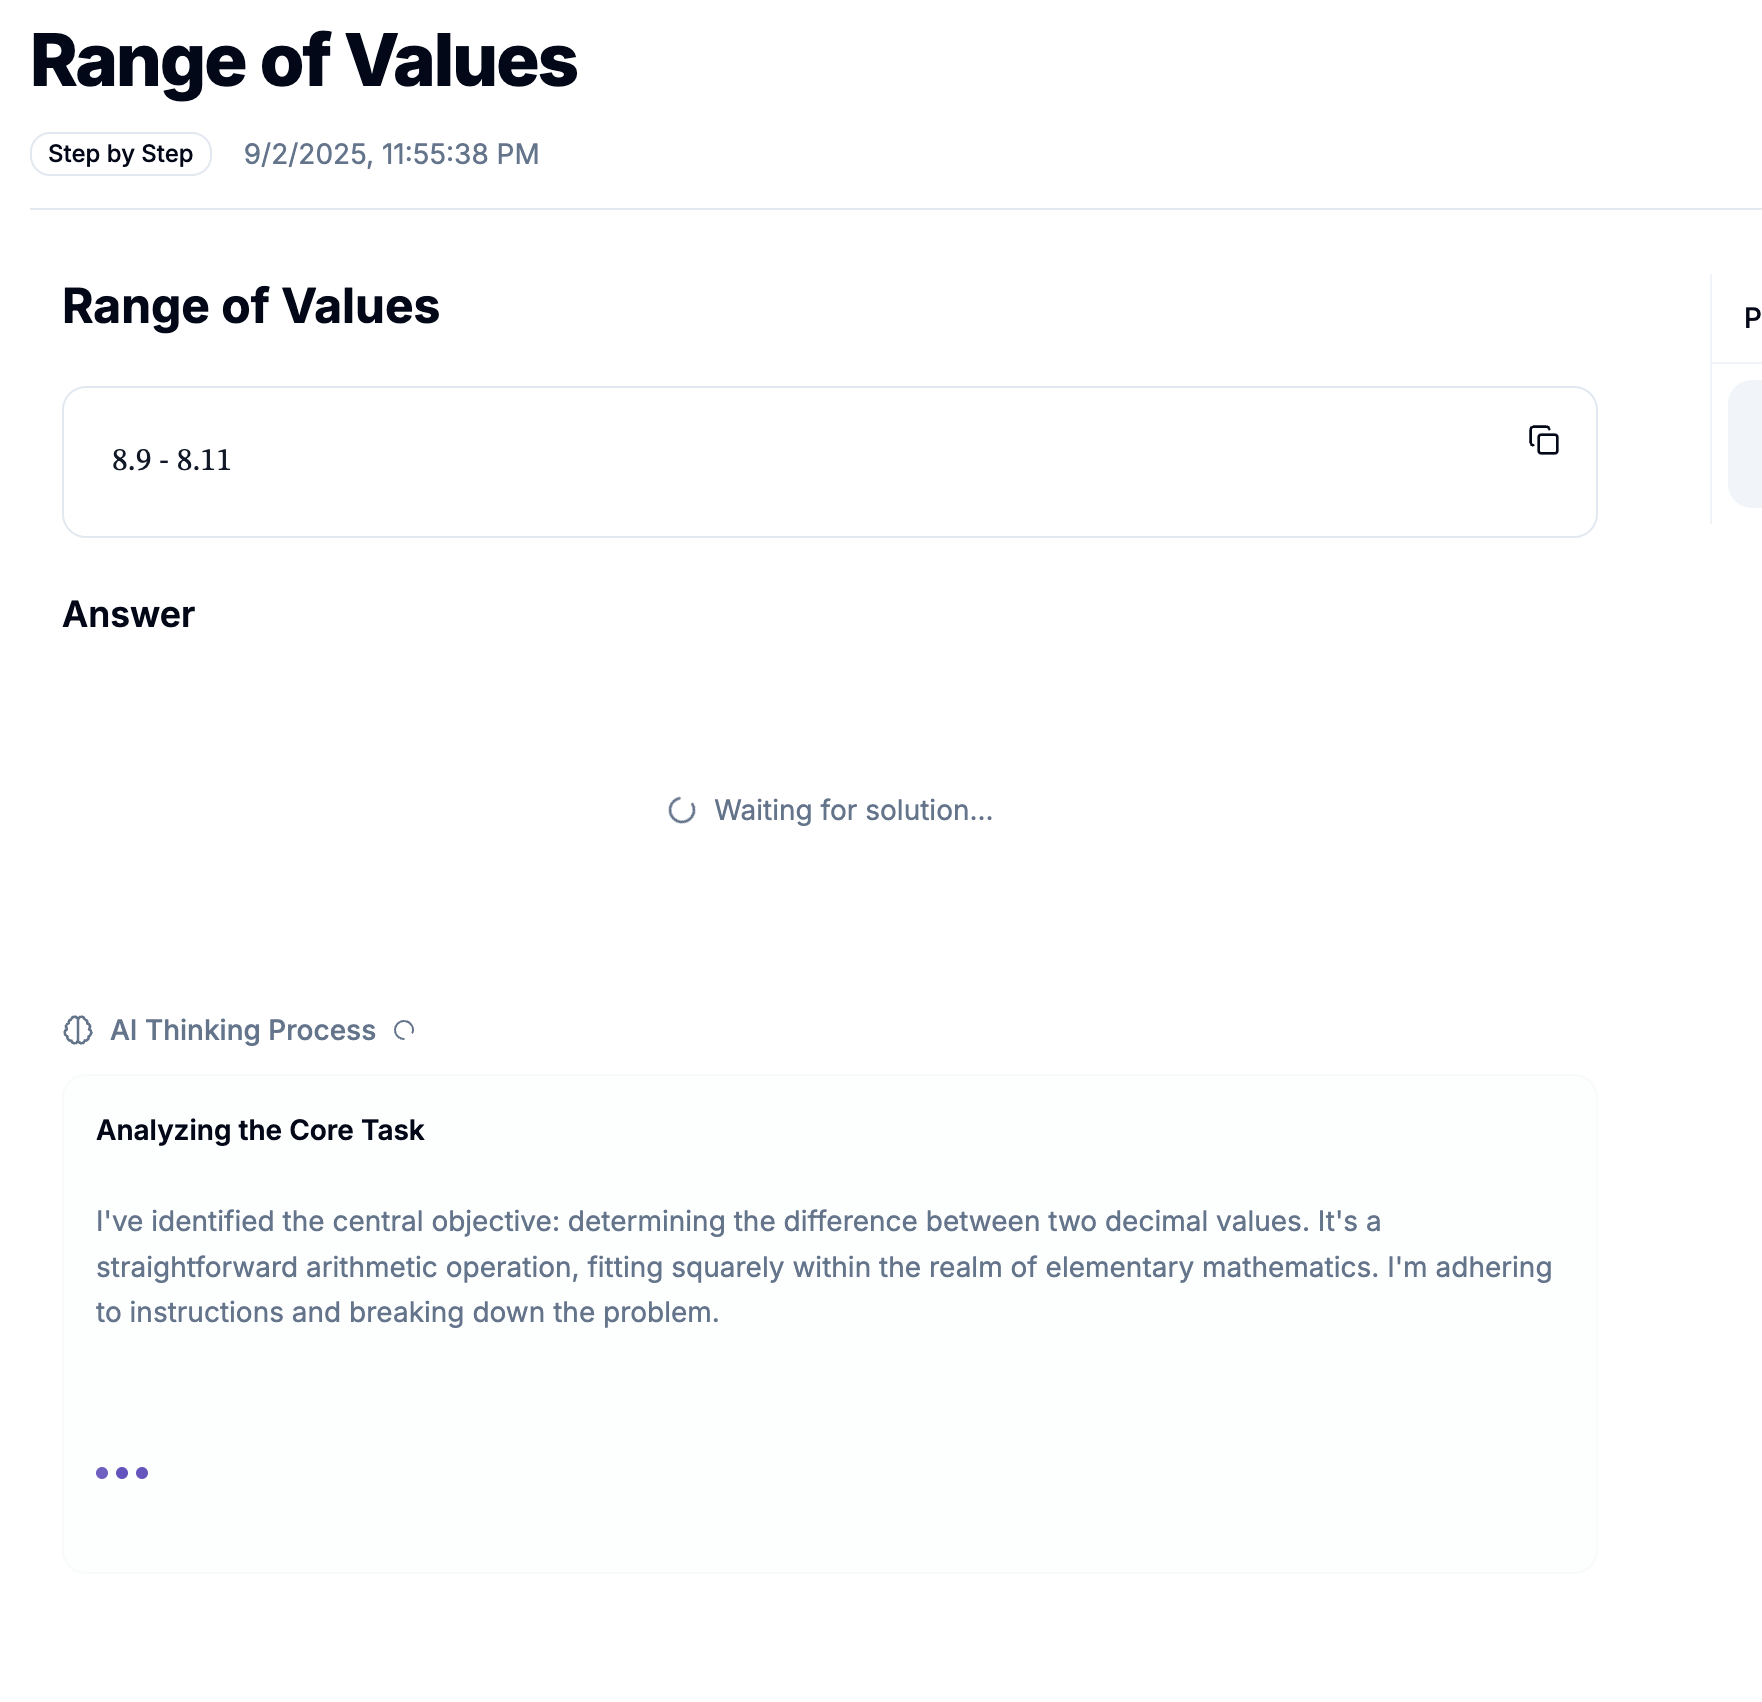 Range of Values
Step by Step 9/2/2025, 11:55:38 PM
Range of Values
P
8.9 - 8.11
Answer
Waiting for solution...
AI Thinking Process
Analyzing the Core Task
I've identified the central objective: determining the difference between two decimal values. It's a
straightforward arithmetic operation, fitting squarely within the realm of elementary mathematics. I'm adhering
to instructions and breaking down the problem.